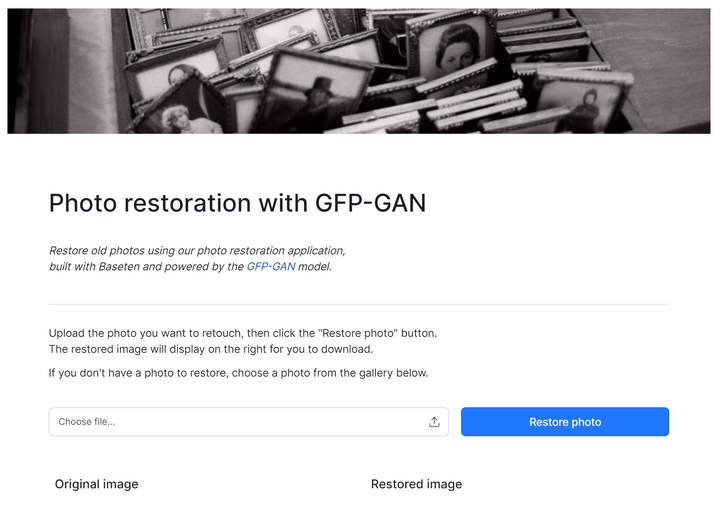 Photo restoration with GFP-GAN
Restore old photos using our photo restoration application,
built with Baseten and powered by the GFP-GAN model.
Upload the photo you want to retouch, then click the "Restore photo" button.
The restored image will display on the right for you to download.
If you don't have a photo to restore, choose a photo from the gallery below.
Choose file...
Restore photo
Original image
Restored image